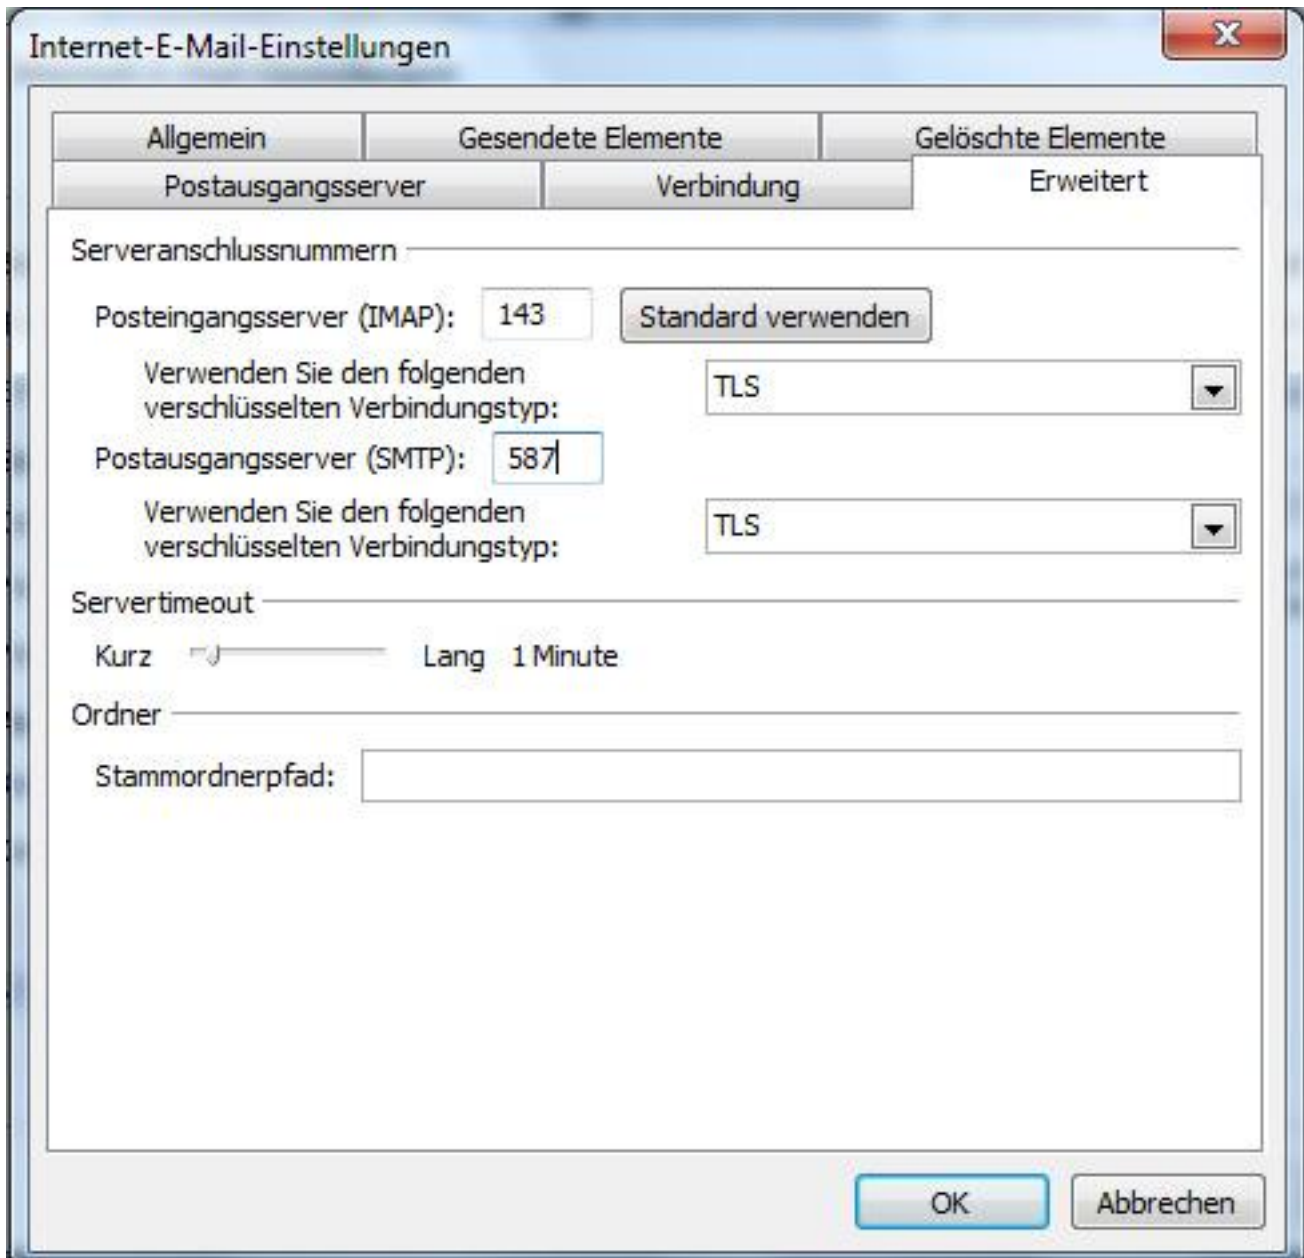 Internet-E-Mail-Einstellungen
Allgemein
Gesendete Elemente
Gelöschte Elemente
Postausgangsserver
Verbindung
Erweitert
Serveranschlussnummern
Posteingangsserver (IMAP): 143 Standard verwenden
Verwenden Sie den folgenden
verschlüsselten Verbindungstyp:
TLS
Postausgangsserver (SMTP): 587
Verwenden Sie den folgenden
verschlüsselten Verbindungstyp:
TLS
Servertimeout
Kurz Lang 1 Minute
Ordner
Stammordnerpfad:
OK
Abbrechen